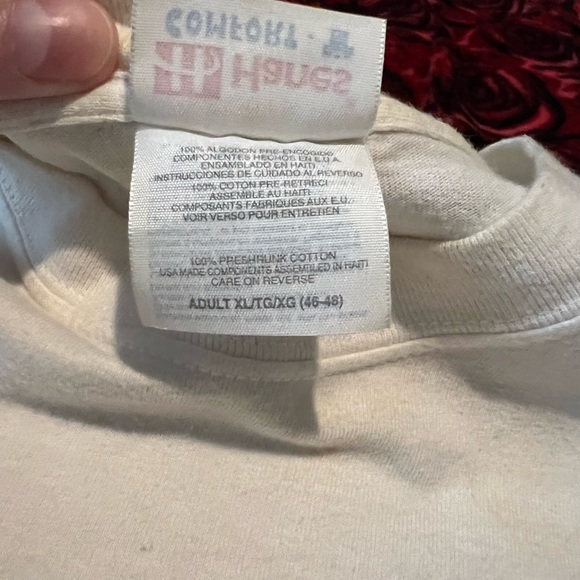 COMFORT
Hanes
100% ALGODON PRE-ENCOGIDO
COMPONENTES HECHOS EN E.U.A.
ENSAMBLADO EN HAITI
INSTRUCCIONES DE CUIDADO AL REVERSO
100% COTON PRE-RETRECI
ASSEMBLE AU HAITI
COMPOSANTS FABRIQUES AUX E.U.
VOIR VERSO POUR ENTRETIEN
100% PRESHRUNK COTTON
USA MADE COMPONENTS ASSEMBLED IN HAITI
CARE ON REVERSE
ADULT XL/TG/XG (46-48)